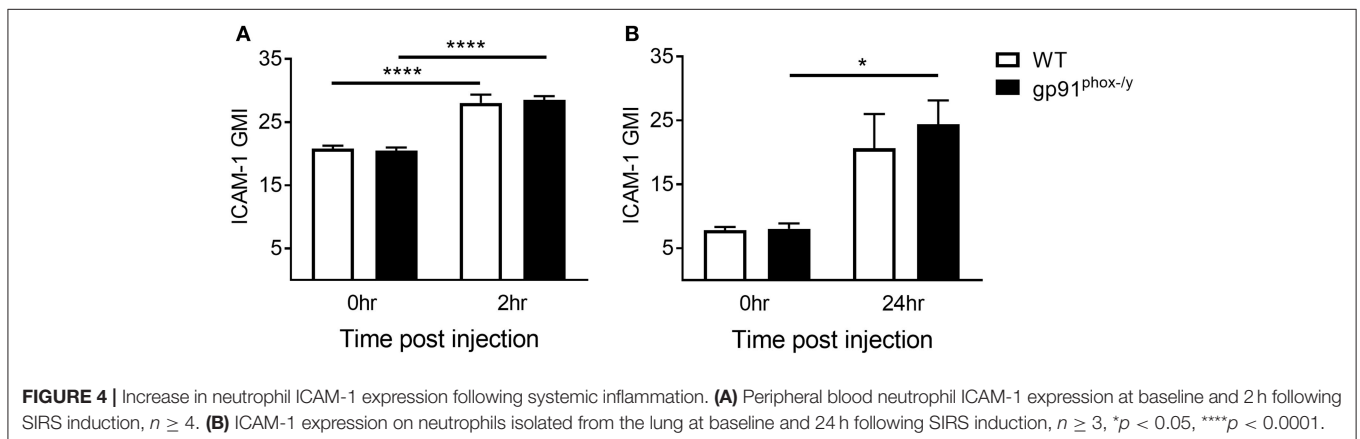 A
35
25
15
5
ICAM-1 GMI
****
****
0hr
2hr
Time post injection
B
35
25
15
5
ICAM-1 GMI
*
0hr
24hr
Time post injection
WT
gp91phox-/y
FIGURE 4 | Increase in neutrophil ICAM-1 expression following systemic inflammation. (A) Peripheral blood neutrophil ICAM-1 expression at baseline and 2 h following
SIRS induction, n ≥ 4. (B) ICAM-1 expression on neutrophils isolated from the lung at baseline and 24 h following SIRS induction, n ≥ 3, *p < 0.05, ****p < 0.0001.